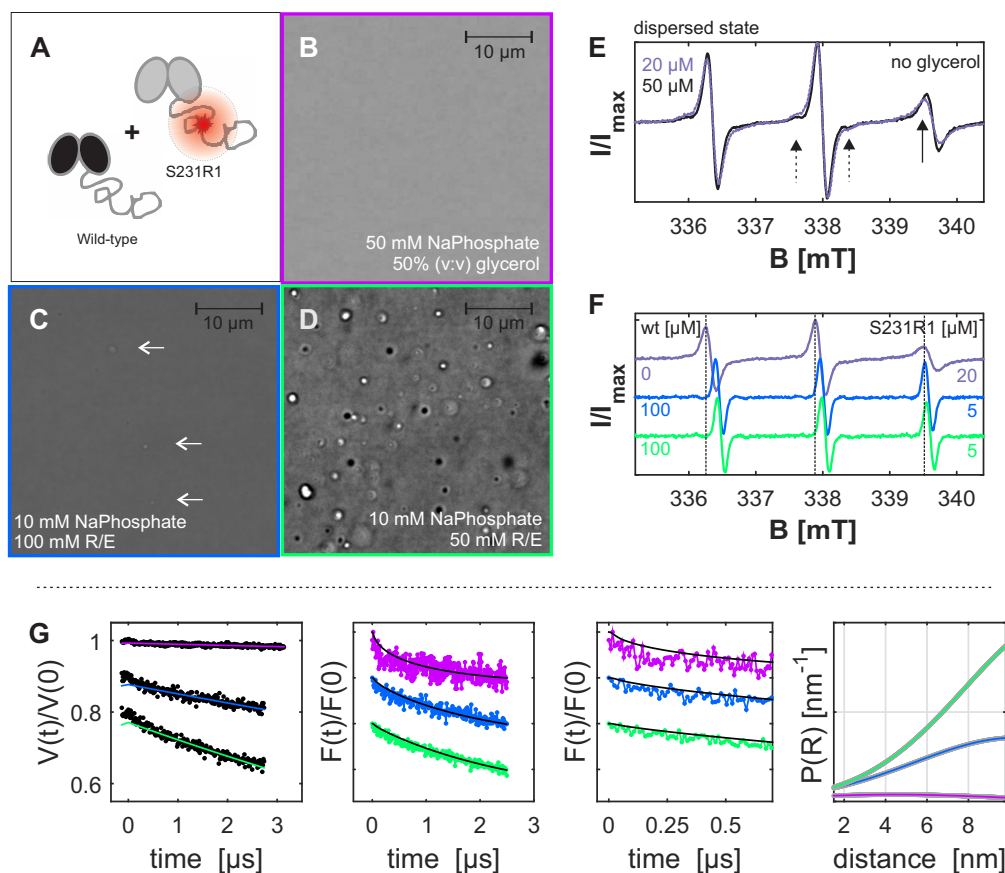 A
+
S231R1
Wild-type
B
10 µm
50 mM NaPhosphate
50% (v:v) glycerol
C
10 µm
10 mM NaPhosphate
100 mM R/E
D
10 µm
10 mM NaPhosphate
50 mM R/E
E
dispersed state
20 µM
50 µM
no glycerol
I/Imax
336 337 338 339 340
B [mT]
F
wt [µM]
S231R1 [µM]
0
20
100
5
100
5
I/Imax
336 337 338 339 340
B [mT]
G
V(t)/V(0)
1
0.8
0.6
0 1 2 3
time [µs]
F(t)/F(0)
0 1 2 3
time [µs]
F(t)/F(0)
0 0.25 0.5
time [µs]
P(R) [nm-1]
2 4 6 8
distance [nm]